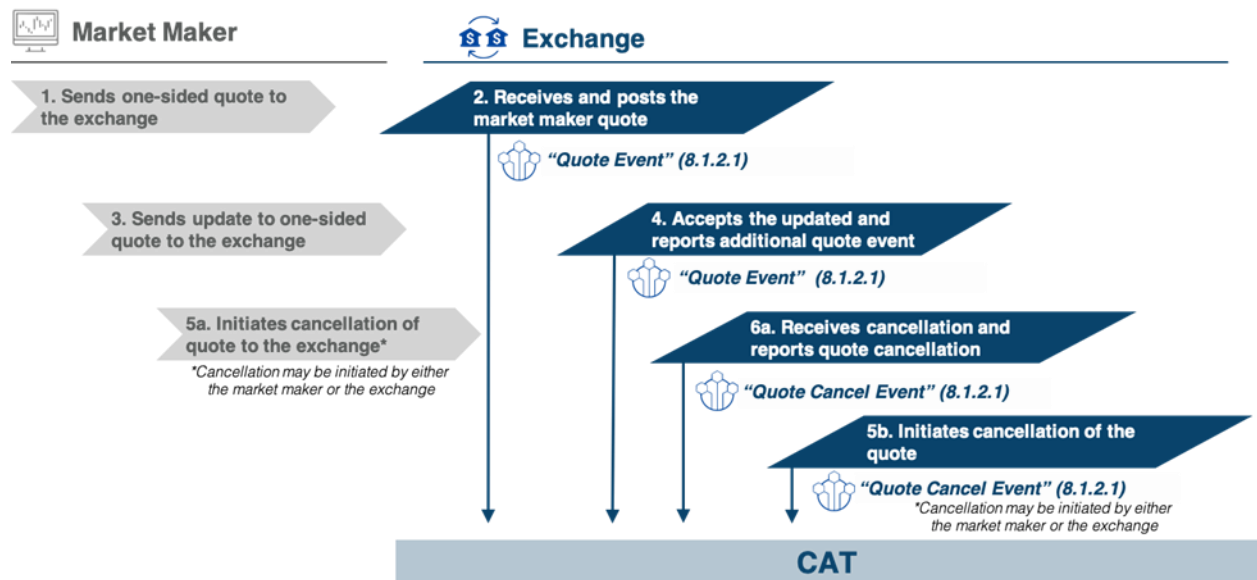 Market Maker
Exchange
1. Sends one-sided quote to
the exchange
2. Receives and posts the
market maker quote
“Quote Event” (8.1.2.1)
3. Sends update to one-sided
quote to the exchange
4. Accepts the updated and
reports additional quote event
“Quote Event” (8.1.2.1)
5a. Initiates cancellation of
quote to the exchange*
*Cancellation may be initiated by either
the market maker or the exchange
6a. Receives cancellation and
reports quote cancellation
“Quote Cancel Event” (8.1.2.1)
5b. Initiates cancellation of the
quote
“Quote Cancel Event” (8.1.2.1)
*Cancellation may be initiated by either
the market maker or the exchange
CAT